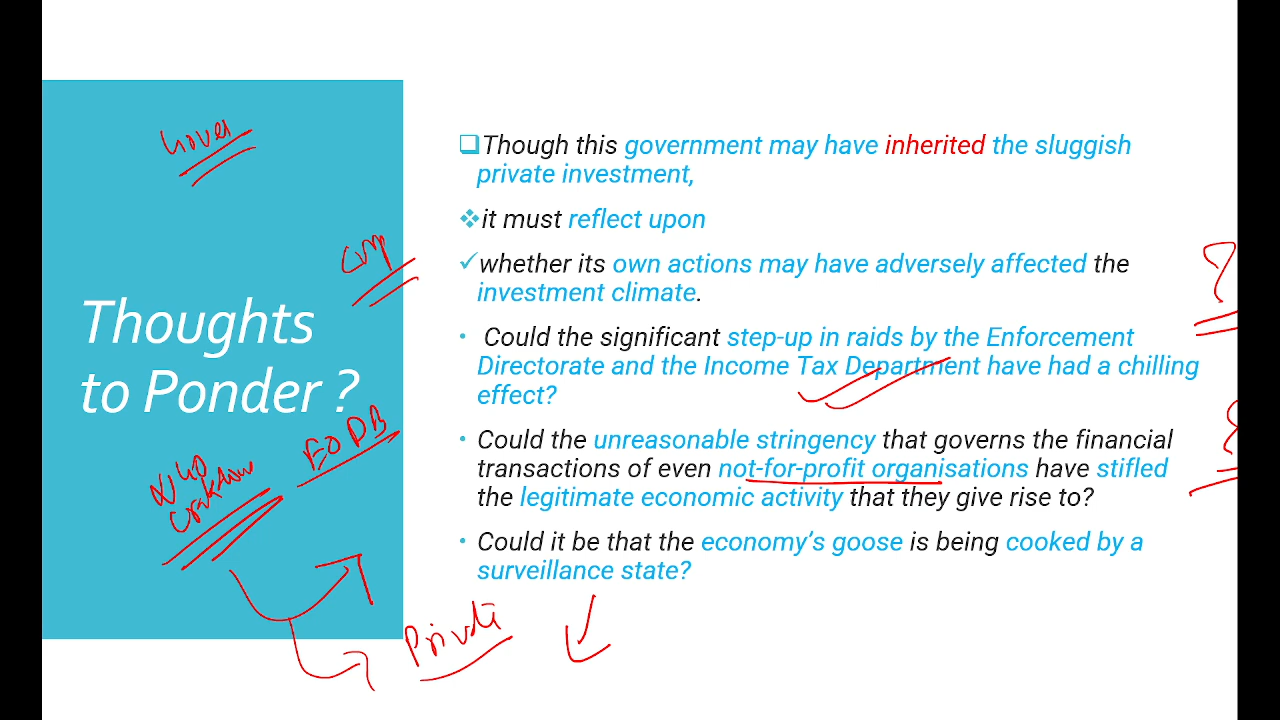 Thoughts
to Ponder ?
Though this government may have inherited the sluggish
private investment,
it must reflect upon
whether its own actions may have adversely affected the
investment climate.
Could the significant step-up in raids by the Enforcement
Directorate and the Income Tax Department have had a chilling
effect?
Could the unreasonable stringency that governs the financial
transactions of even not-for-profit organisations have stifled
the legitimate economic activity that they give rise to?
Could it be that the economy's goose is being cooked by a
surveillance state?
EODB
NGO
?